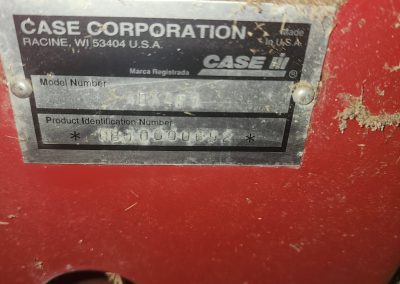 CASE CORPORATION
Made
RACINE, WI 53404 U.S.A.
in U.S.A.
Marca Registrada
CASE IH ®
Model Number
Product Identification Number